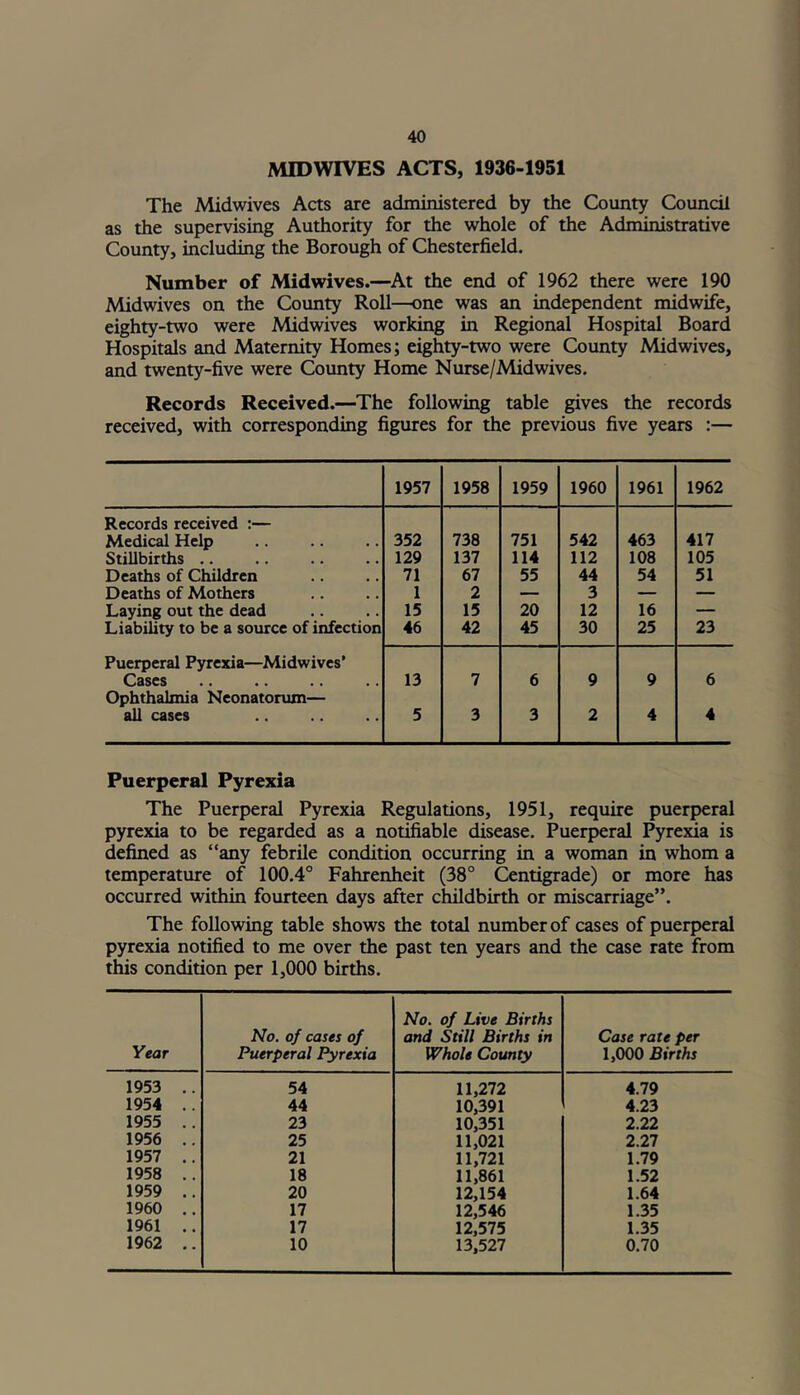 40
MIDWIVES ACTS, 1936-1951
The Midwives Acts are administered by the County Council
as the supervising Authority for the whole of the Administrative
County, including the Borough of Chesterfield.
Number of Midwives.—At the end of 1962 there were 190
Midwives on the County Roll—one was an independent midwife,
eighty-two were Midwives working in Regional Hospital Board
Hospitals and Maternity Homes; eighty-two were County Midwives,
and twenty-five were County Home Nurse/Midwives.
Records Received.—The following table gives the records
received, with corresponding figures for the previous five years :—
1957 1958 1959 1960 1961 1962
Records received :—
Medical Help .. .. .. 352 738 751 542 463 417
Stillbirths .. .. .. .. 129 137 114 112 108 105
Deaths of Children .. .. 71 67 55 44 54 51
Deaths of Mothers .. .. 1 2 — 3 — —
Laying out the dead .. .. 15 15 20 12 16 —
Liability to be a source of infection 46 42 45 30 25 23
Puerperal Pyrexia—Midwives'
Cases .. .. .. .. 13 7 6 9 9 6
Ophthalmia Neonatorum—
all cases .. .. .. 5 3 3 2 4 4
Puerperal Pyrexia
The Puerperal Pyrexia Regulations, 1951, require puerperal
pyrexia to be regarded as a notifiable disease. Puerperal Pyrexia is
defined as “any febrile condition occurring in a woman in whom a
temperature of 100.4° Fahrenheit (38° Centigrade) or more has
occurred within fourteen days after childbirth or miscarriage”.
The following table shows the total number of cases of puerperal
pyrexia notified to me over the past ten years and the case rate from
this condition per 1,000 births.
Year No. of cases of Puerperal Pyrexia No. of Live Births and Still Births in Whole County Case rate per 1,000 Births
1953 .. 54 11,272 4.79
1954 .. 44 10,391 4.23
1955 .. 23 10,351 2.22
1956 .. 25 11,021 2.27
1957 .. 21 11,721 1.79
1958 .. 18 11,861 1.52
1959 .. 20 12,154 1.64
1960 .. 17 12,546 1.35
1961 .. 17 12,575 1.35
1962 .. 10 13,527 0.70